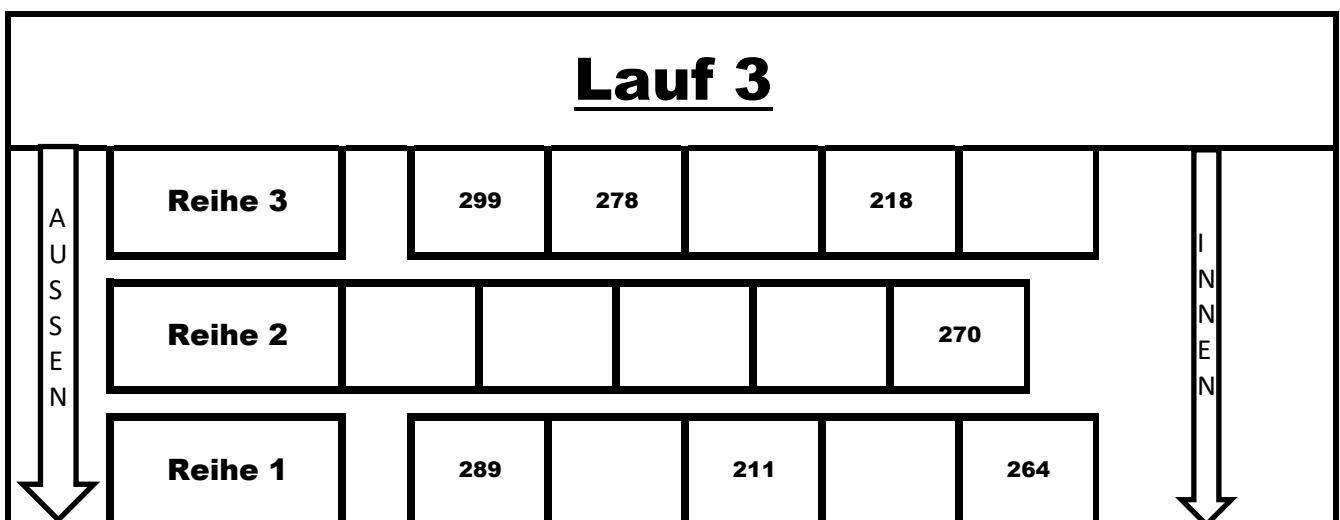 Lauf 3
AUSSEN
INNEN
Reihe 3 299 278 218
Reihe 2 270
Reihe 1 289 211 264